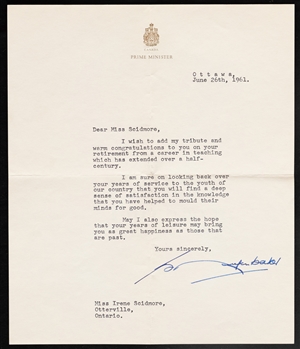 PRIME MINISTER
Ottawa,
June 26th, 1961.
Dear Miss Scidmore,
I wish to add my tribute and
warm congratulations to you on your
retirement from a career in teaching
which has extended over a half-
century.
I am sure on looking back over
your years of service to the youth of
our country that you will find a deep
sense of satisfaction in the knowledge
that you have helped to mould their
minds for good.
May I also express the hope
that your years of leisure may bring
you as great happiness as those that
are past.
Yours sincerely,
Miss Irene Scidmore,
Otterville,
Ontario.